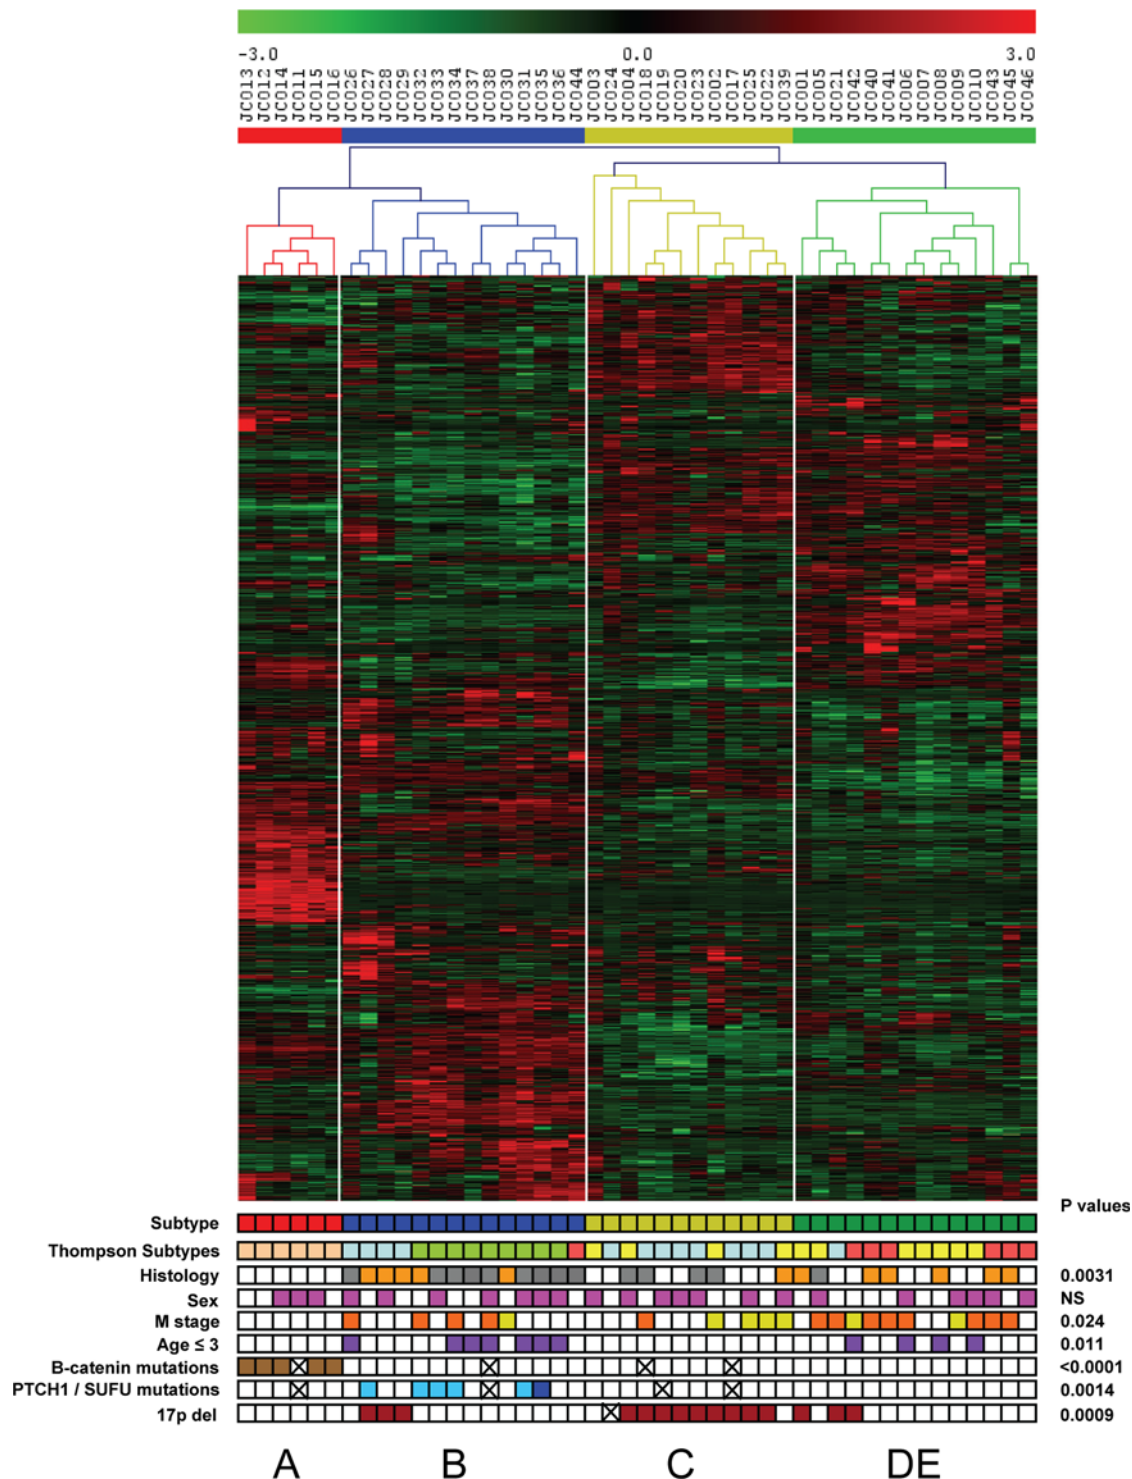 -3.0 0.0 3.0
JC013 JC012 JC014 JC011 JC015 JC016 JC026 JC027 JC028 JC029 JC032 JC033 JC034 JC037 JC038 JC030 JC031 JC035 JC036 JC044 JC003 JC024 JC004 JC018 JC019 JC020 JC023 JC002 JC017 JC025 JC022 JC039 JC001 JC005 JC021 JC042 JC040 JC041 JC006 JC007 JC008 JC009 JC010 JC043 JC045 JC046
P values
Subtype
Thompson Subtypes
Histology 0.0031
Sex NS
M stage 0.024
Age ≤ 3 0.011
B-catenin mutations <0.0001
PTCH1 / SUFU mutations 0.0014
17p del 0.0009
A B C DE